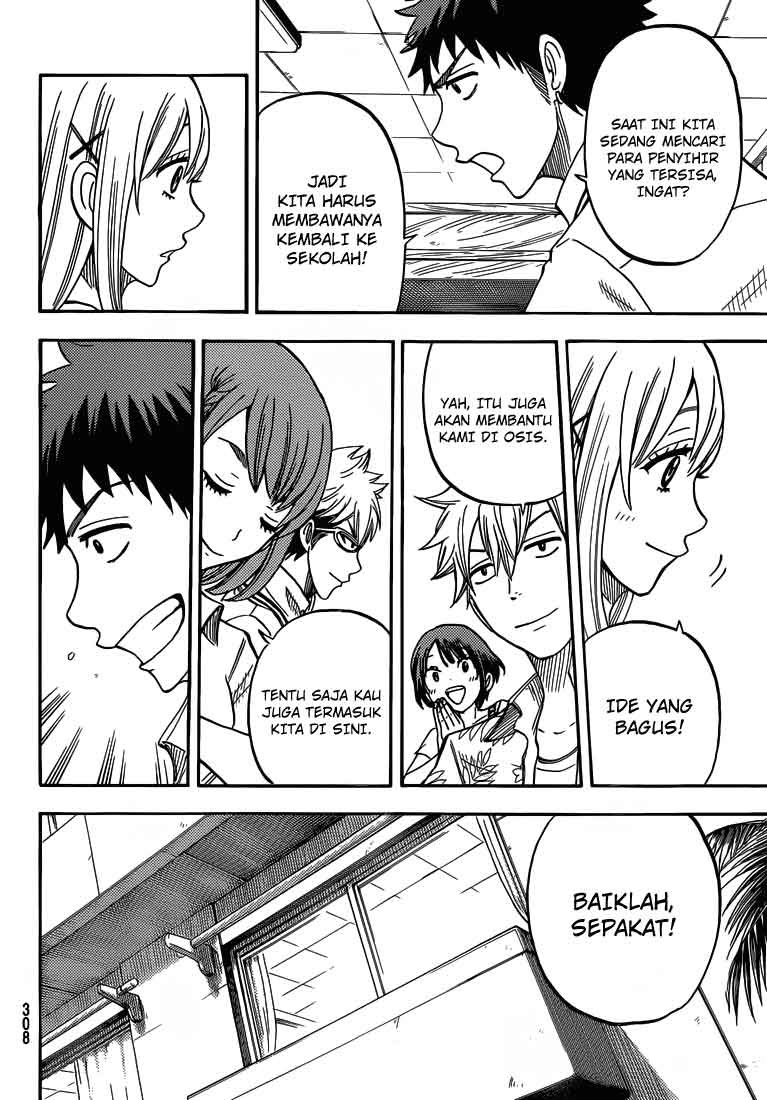 SAAT INI KITA
SEDANG MENCARI
PARA PENYIHIR
YANG TERSISA,
INGAT?
JADI
KITA HARUS
MEMBAWANYA
KEMBALI KE
SEKOLAH!
IDE YANG
BAGUS!
YAH, ITU JUGA
AKAN MEMBANTU
KAMI DI OSIS.
TENTU SAJA KAU
JUGA TERMASUK
KITA DI SINI.
BAIKLAH,
SEPAKAT!
308